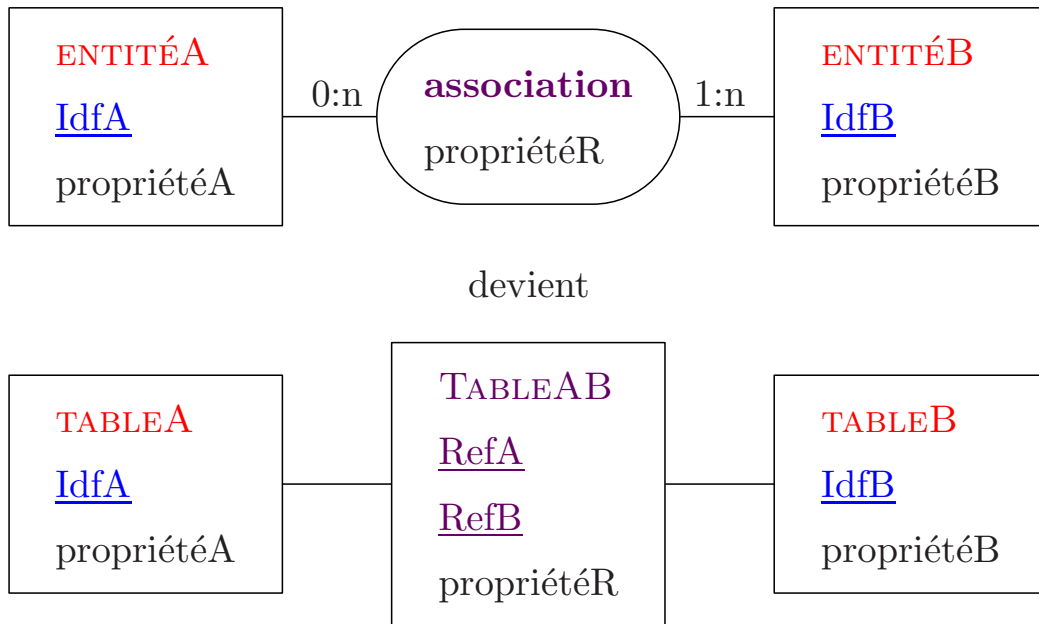 ENTITÉA
IdfA
propriétéA
0:n
association
propriétéR
1:n
ENTITÉB
IdfB
propriétéB
devient
TABLEA
IdfA
propriétéA
TABLEAB
RefA
RefB
propriétéR
TABLEB
IdfB
propriétéB